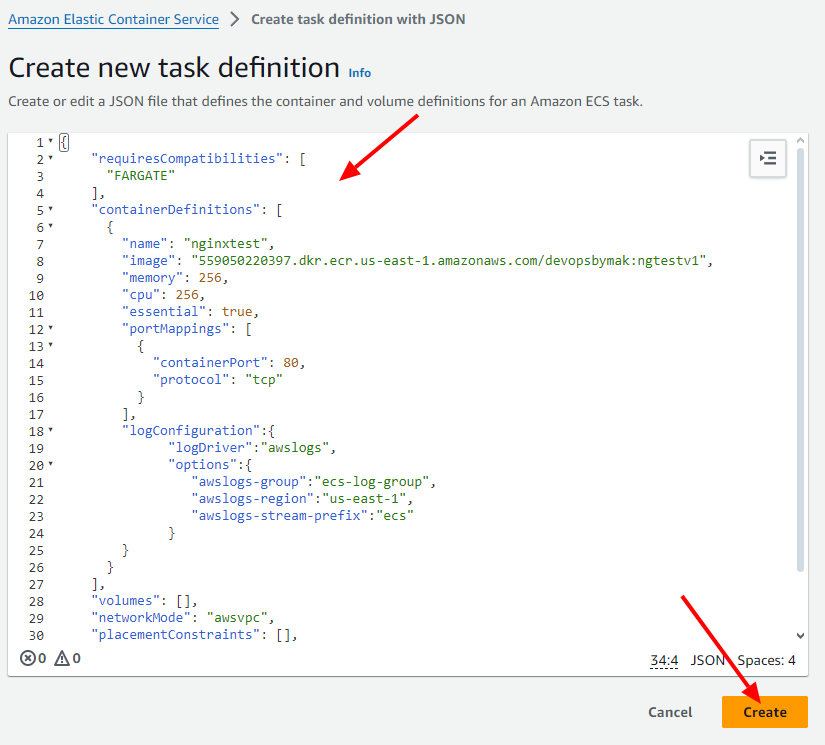 Amazon Elastic Container Service > Create task definition with JSON
Create new task definition Info
Create or edit a JSON file that defines the container and volume definitions for an Amazon ECS task.
1 {
2 "requiresCompatibilities": [
3 "FARGATE"
4 ],
5 "containerDefinitions": [
6 {
7 "name": "nginxtest",
8 "image": "559050220397.dkr.ecr.us-east-1.amazonaws.com/devopsbymak:ngtestv1",
9 "memory": 256,
10 "cpu": 256,
11 "essential": true,
12 "portMappings": [
13 {
14 "containerPort": 80,
15 "protocol": "tcp"
16 }
17 ],
18 "logConfiguration":{
19 "logDriver":"awslogs",
20 "options":{
21 "awslogs-group":"ecs-log-group",
22 "awslogs-region":"us-east-1",
23 "awslogs-stream-prefix":"ecs"
24 }
25 }
26 }
27 ],
28 "volumes": [],
29 "networkMode": "awsvpc",
30 "placementConstraints": [],
0 0 34:4 JSON Spaces: 4
Cancel Create